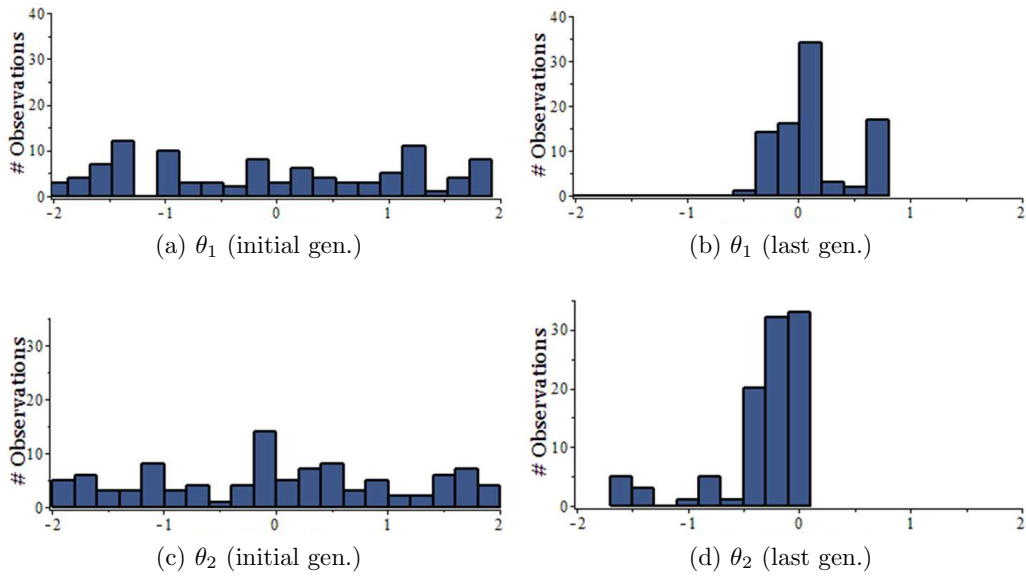 40
30
20
10
0
# Observations
-2 -1 0 1 2
(a) θ1 (initial gen.)
40
30
20
10
0
# Observations
-2 -1 0 1 2
(b) θ1 (last gen.)
30
20
10
0
# Observations
-2 -1 0 1 2
(c) θ2 (initial gen.)
30
20
10
0
# Observations
-2 -1 0 1 2
(d) θ2 (last gen.)